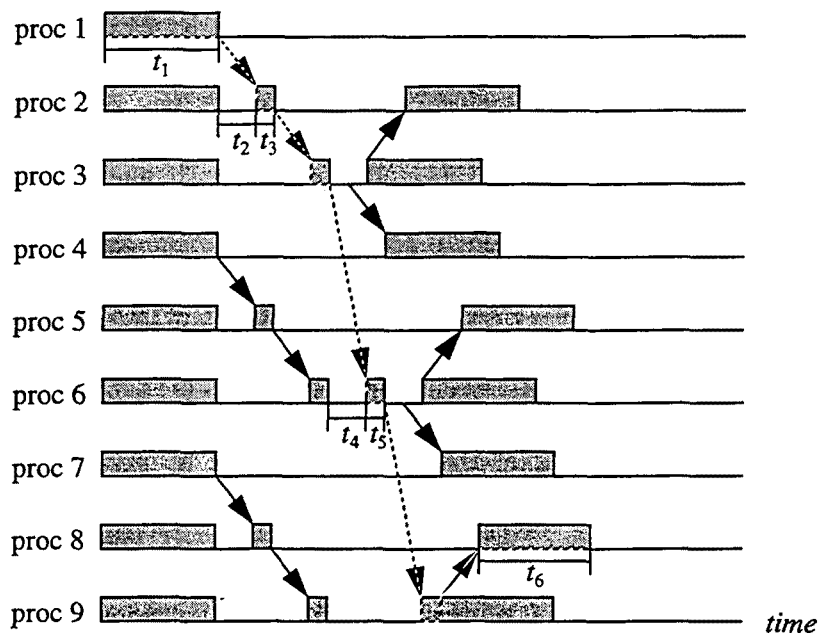 proc 1
t1
proc 2
t2 t3
proc 3
proc 4
proc 5
proc 6
t4 t5
proc 7
proc 8
t6
proc 9
time